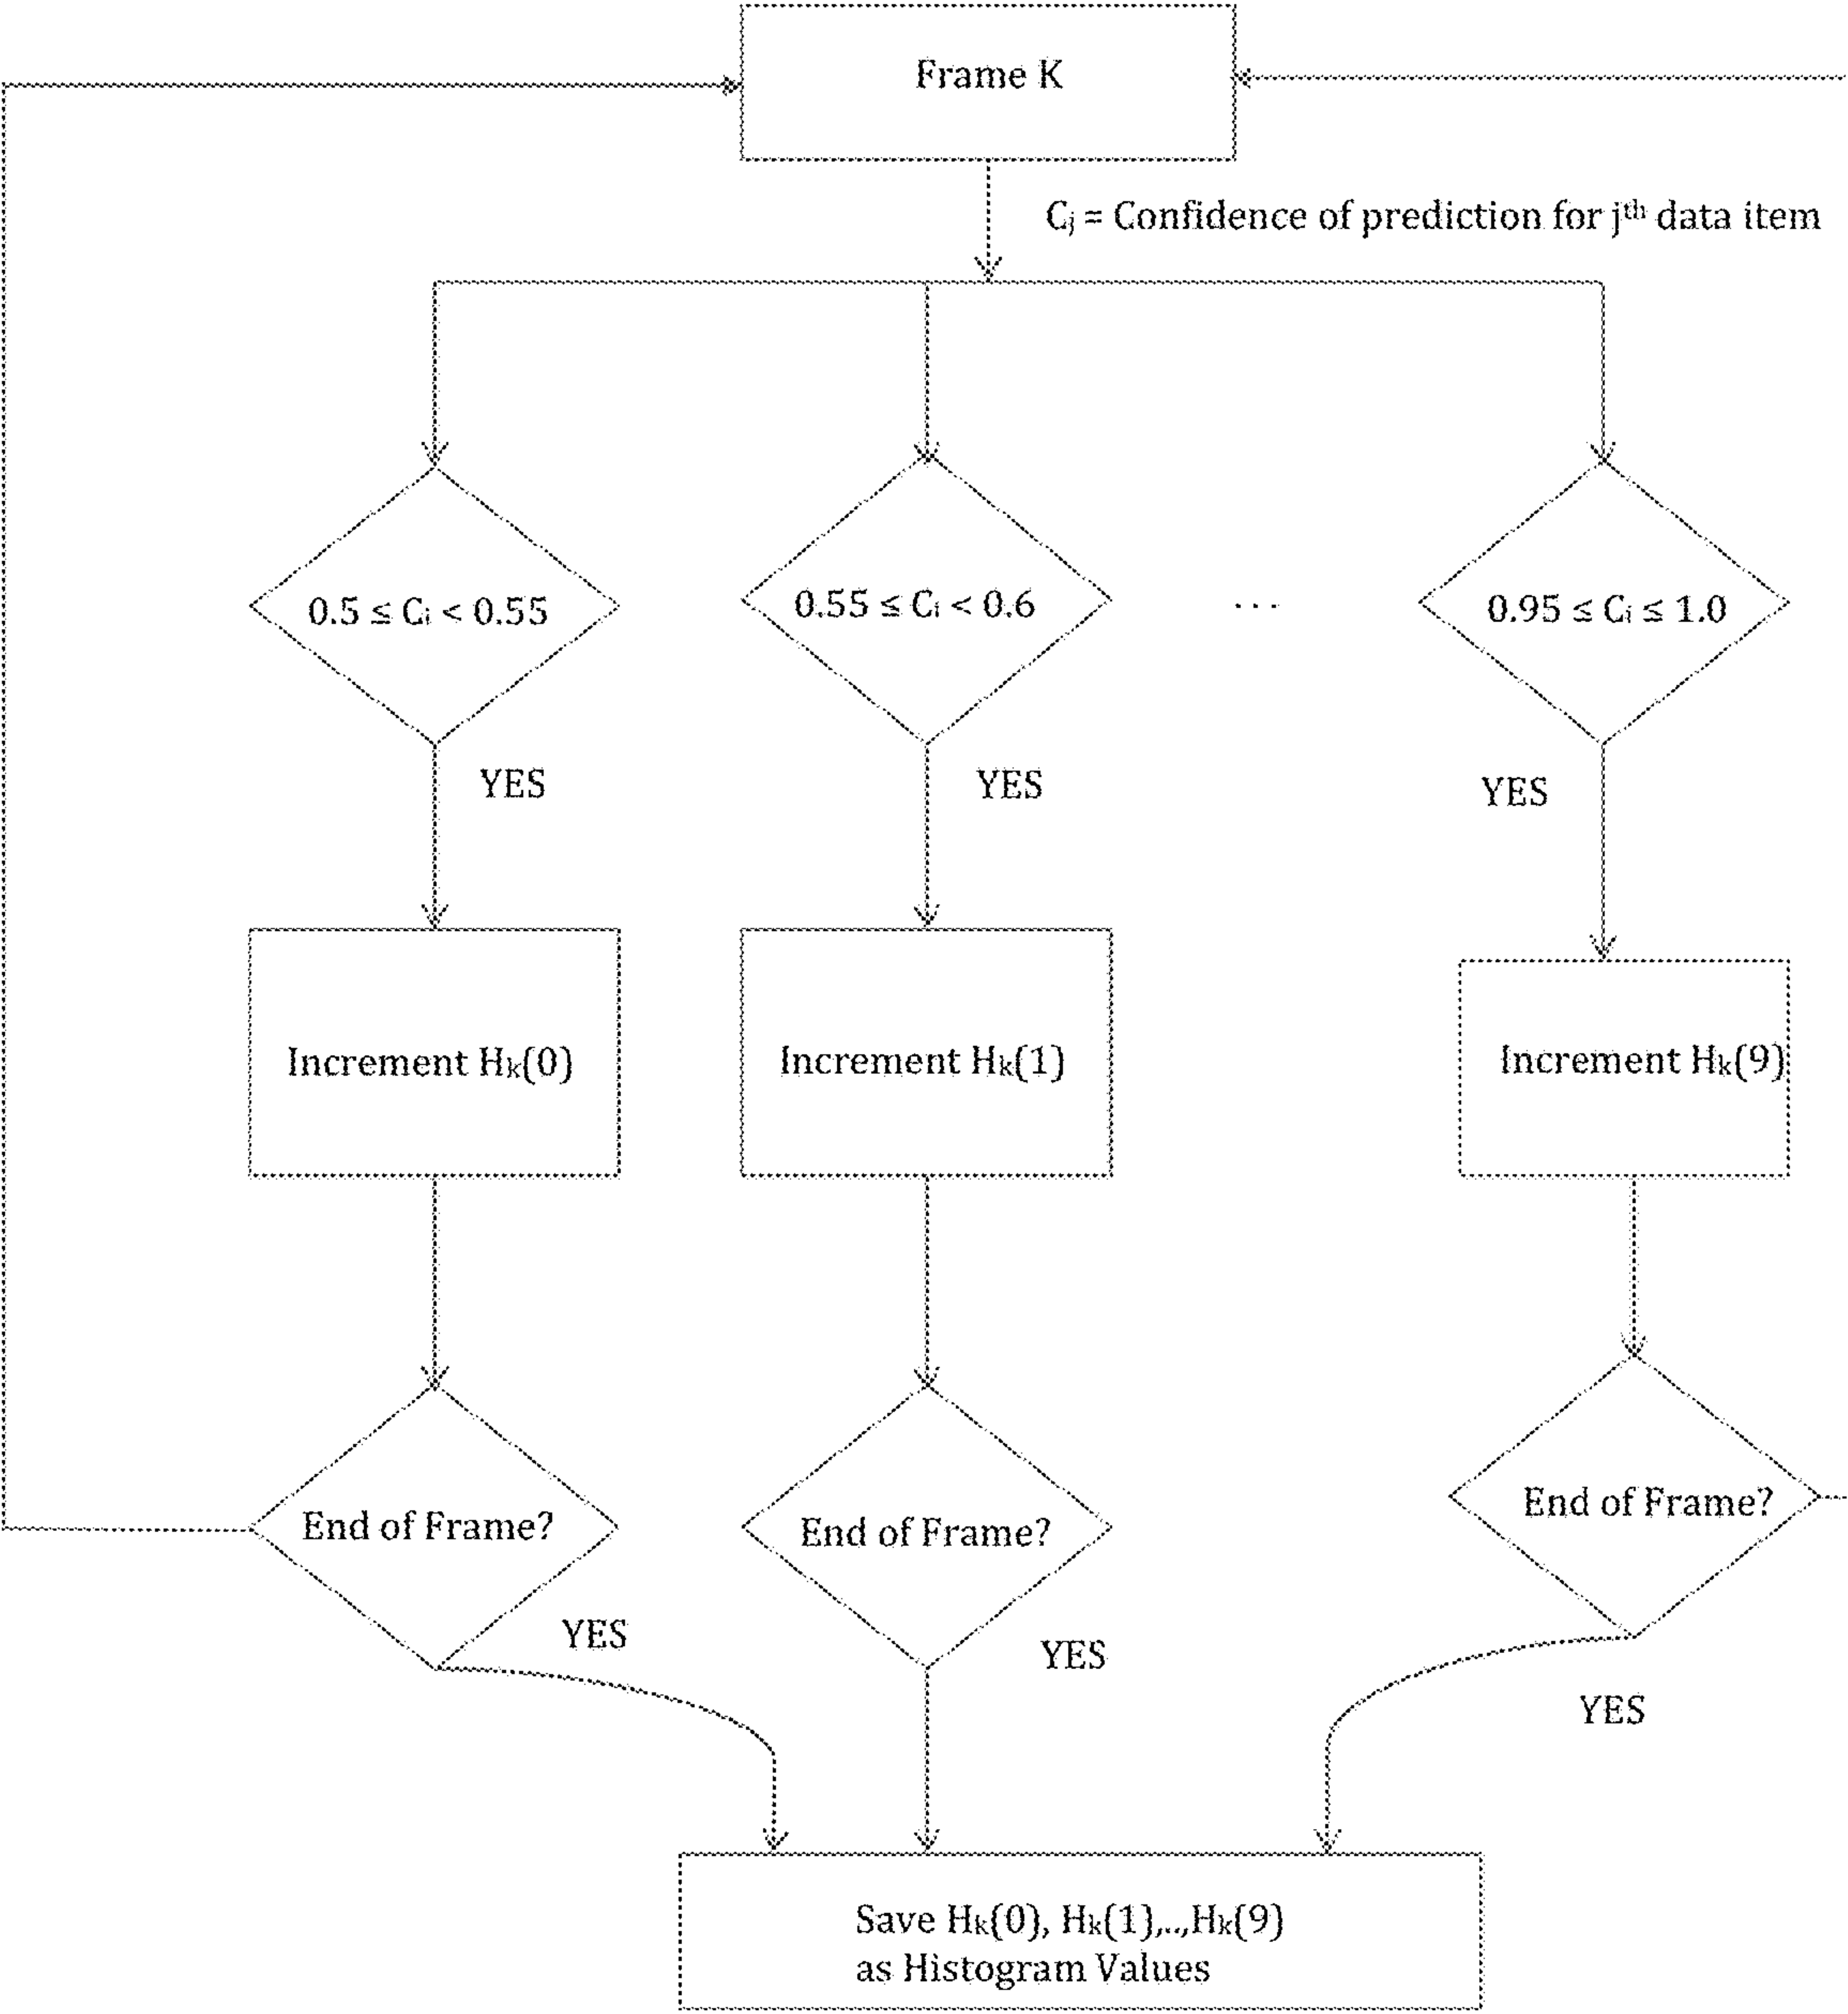 Frame K
Cⱼ = Confidence of prediction for jᵗʰ data item
0.5 ≤ Cᵢ < 0.55
0.55 ≤ Cᵢ < 0.6
...
0.95 ≤ Cᵢ ≤ 1.0
YES
YES
YES
Increment Hₖ(0)
Increment Hₖ(1)
Increment Hₖ(9)
End of Frame?
End of Frame?
End of Frame?
YES
YES
YES
Save Hₖ(0), Hₖ(1),..,Hₖ(9)
as Histogram Values